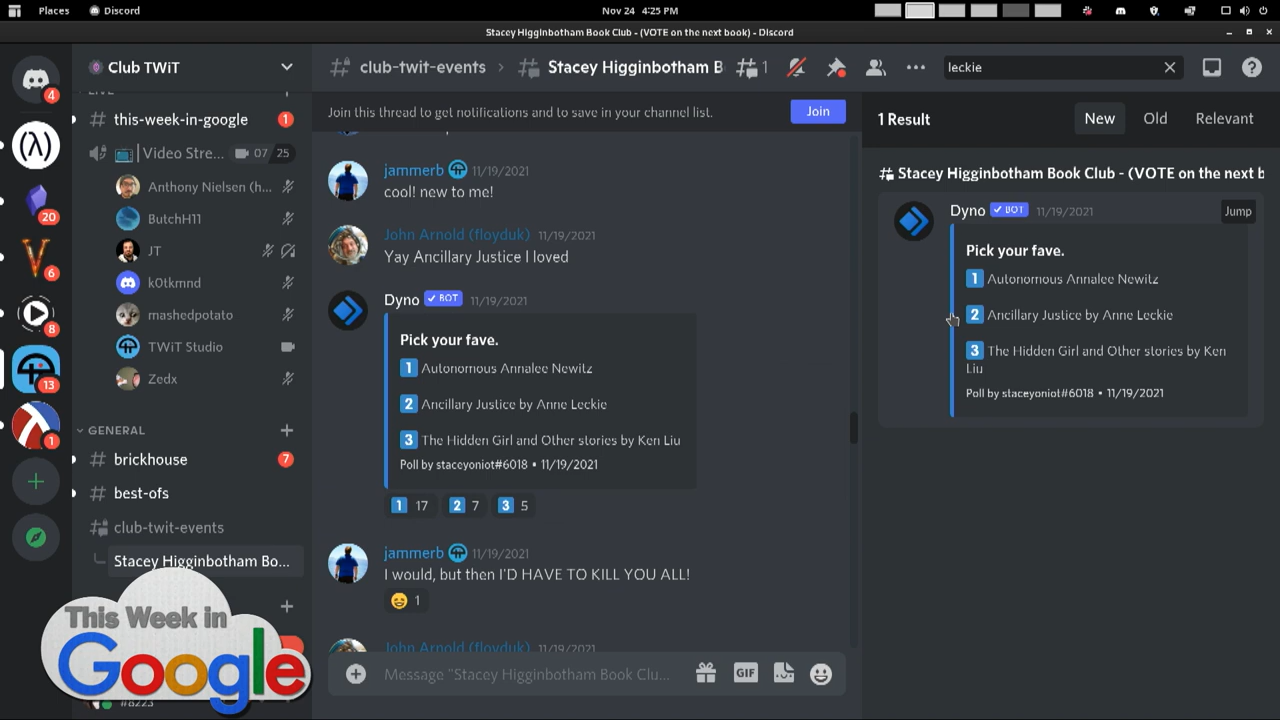 Places
Discord
Nov 24 4:25 PM
Stacey Higginbotham Book Club - (VOTE on the next book) - Discord
4
20
6
8
13
1
Club TWiT
LIVE
# this-week-in-google 1
Video Stre... 07 25
Anthony Nielsen (h...
ButchH11
JT
k0tkmnd
mashedpotato
TWiT Studio
Zedx
GENERAL
# brickhouse 7
# best-ofs
club-twit-events
Stacey Higginbotham Bo...
#8223
This Week in
Google
club-twit-events > Stacey Higginbotham B
1
leckie
Join this thread to get notifications and to save in your channel list.
Join
jammerb 11/19/2021
cool! new to me!
John Arnold (floyduk) 11/19/2021
Yay Ancillary Justice I loved
Dyno BOT 11/19/2021
Pick your fave.
1 Autonomous Annalee Newitz
2 Ancillary Justice by Anne Leckie
3 The Hidden Girl and Other stories by Ken Liu
Poll by staceyoniot#6018 • 11/19/2021
1 17 2 7 3 5
jammerb 11/19/2021
I would, but then I'D HAVE TO KILL YOU ALL!
1
John Arnold (floyduk) 11/19/2021
Message "Stacey Higginbotham Book Clu...
GIF
1 Result
New
Old
Relevant
Stacey Higginbotham Book Club - (VOTE on the next b
Dyno BOT 11/19/2021
Jump
Pick your fave.
1 Autonomous Annalee Newitz
2 Ancillary Justice by Anne Leckie
3 The Hidden Girl and Other stories by Ken
Liu
Poll by staceyoniot#6018 • 11/19/2021